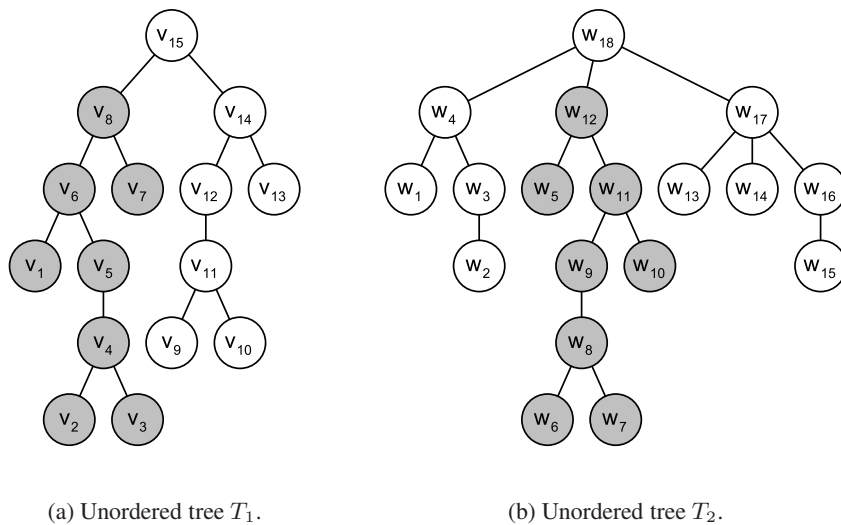 v15
w18
v8
v14
w4
w12
w17
v6
v7
v12
v13
w1
w3
w5
w11
w13
w14
w16
v1
v5
v11
w2
w9
w10
w15
v4
v9
v10
w8
v2
v3
w6
w7
(a) Unordered tree T1.
(b) Unordered tree T2.